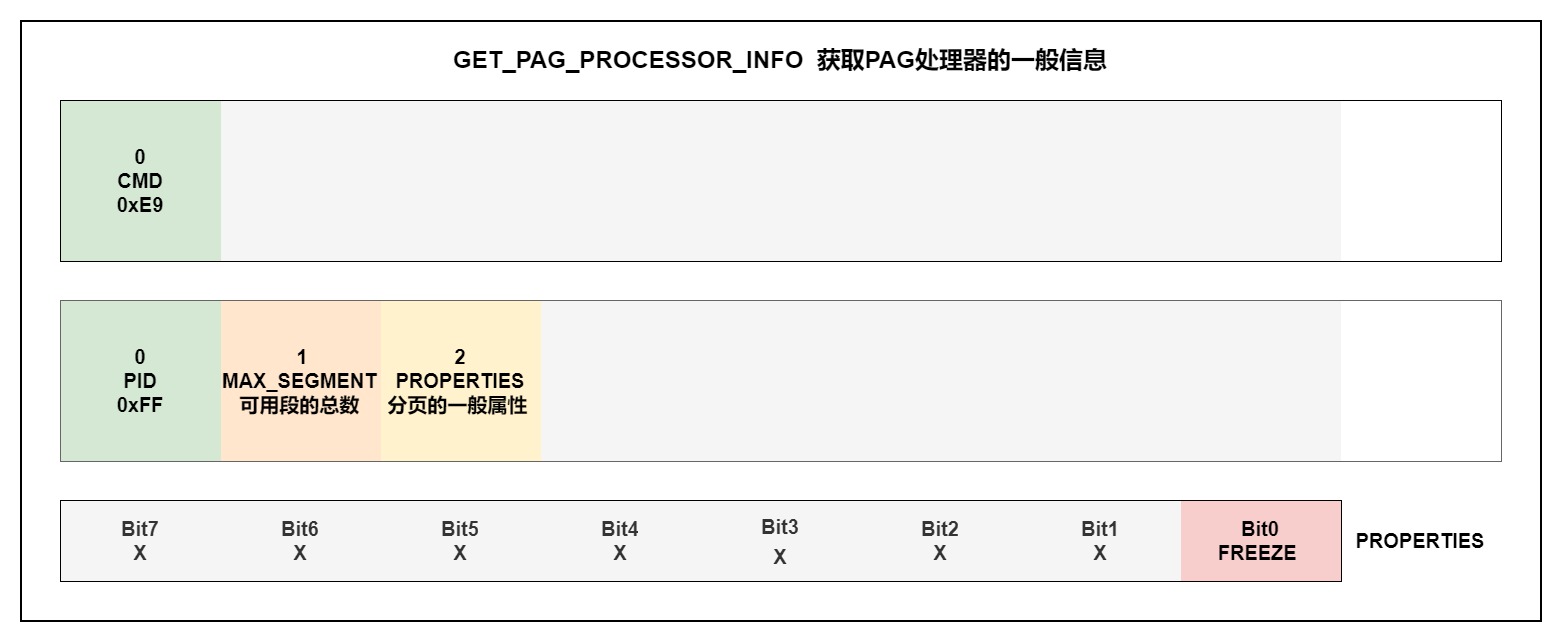 GET_PAG_PROCESSOR_INFO 获取PAG处理器的一般信息
0
CMD
0xE9
0
PID
0xFF
1
MAX_SEGMENT
可用段的总数
2
PROPERTIES
分页的一般属性
Bit7
X
Bit6
X
Bit5
X
Bit4
X
Bit3
X
Bit2
X
Bit1
X
Bit0
FREEZE
PROPERTIES